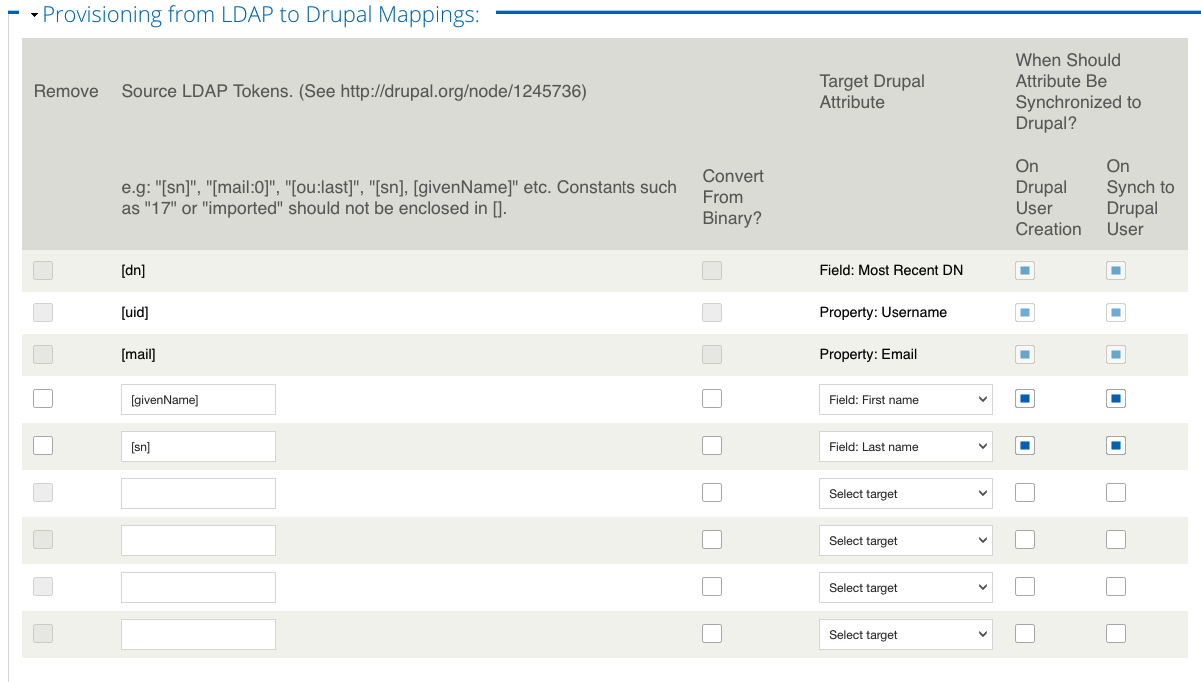 Provisioning from LDAP to Drupal Mappings:
Remove
Source LDAP Tokens. (See http://drupal.org/node/1245736)
Target Drupal
Attribute
When Should
Attribute Be
Synchronized to
Drupal?
e.g: "[sn]", "[mail:0]", "[ou:last]", "[sn], [givenName]" etc. Constants such
as "17" or "imported" should not be enclosed in [].
Convert
From
Binary?
On
Drupal
User
Creation
On
Synch to
Drupal
User
[dn]
Field: Most Recent DN
[uid]
Property: Username
[mail]
Property: Email
[givenName]
Field: First name
[sn]
Field: Last name
Select target
Select target
Select target
Select target